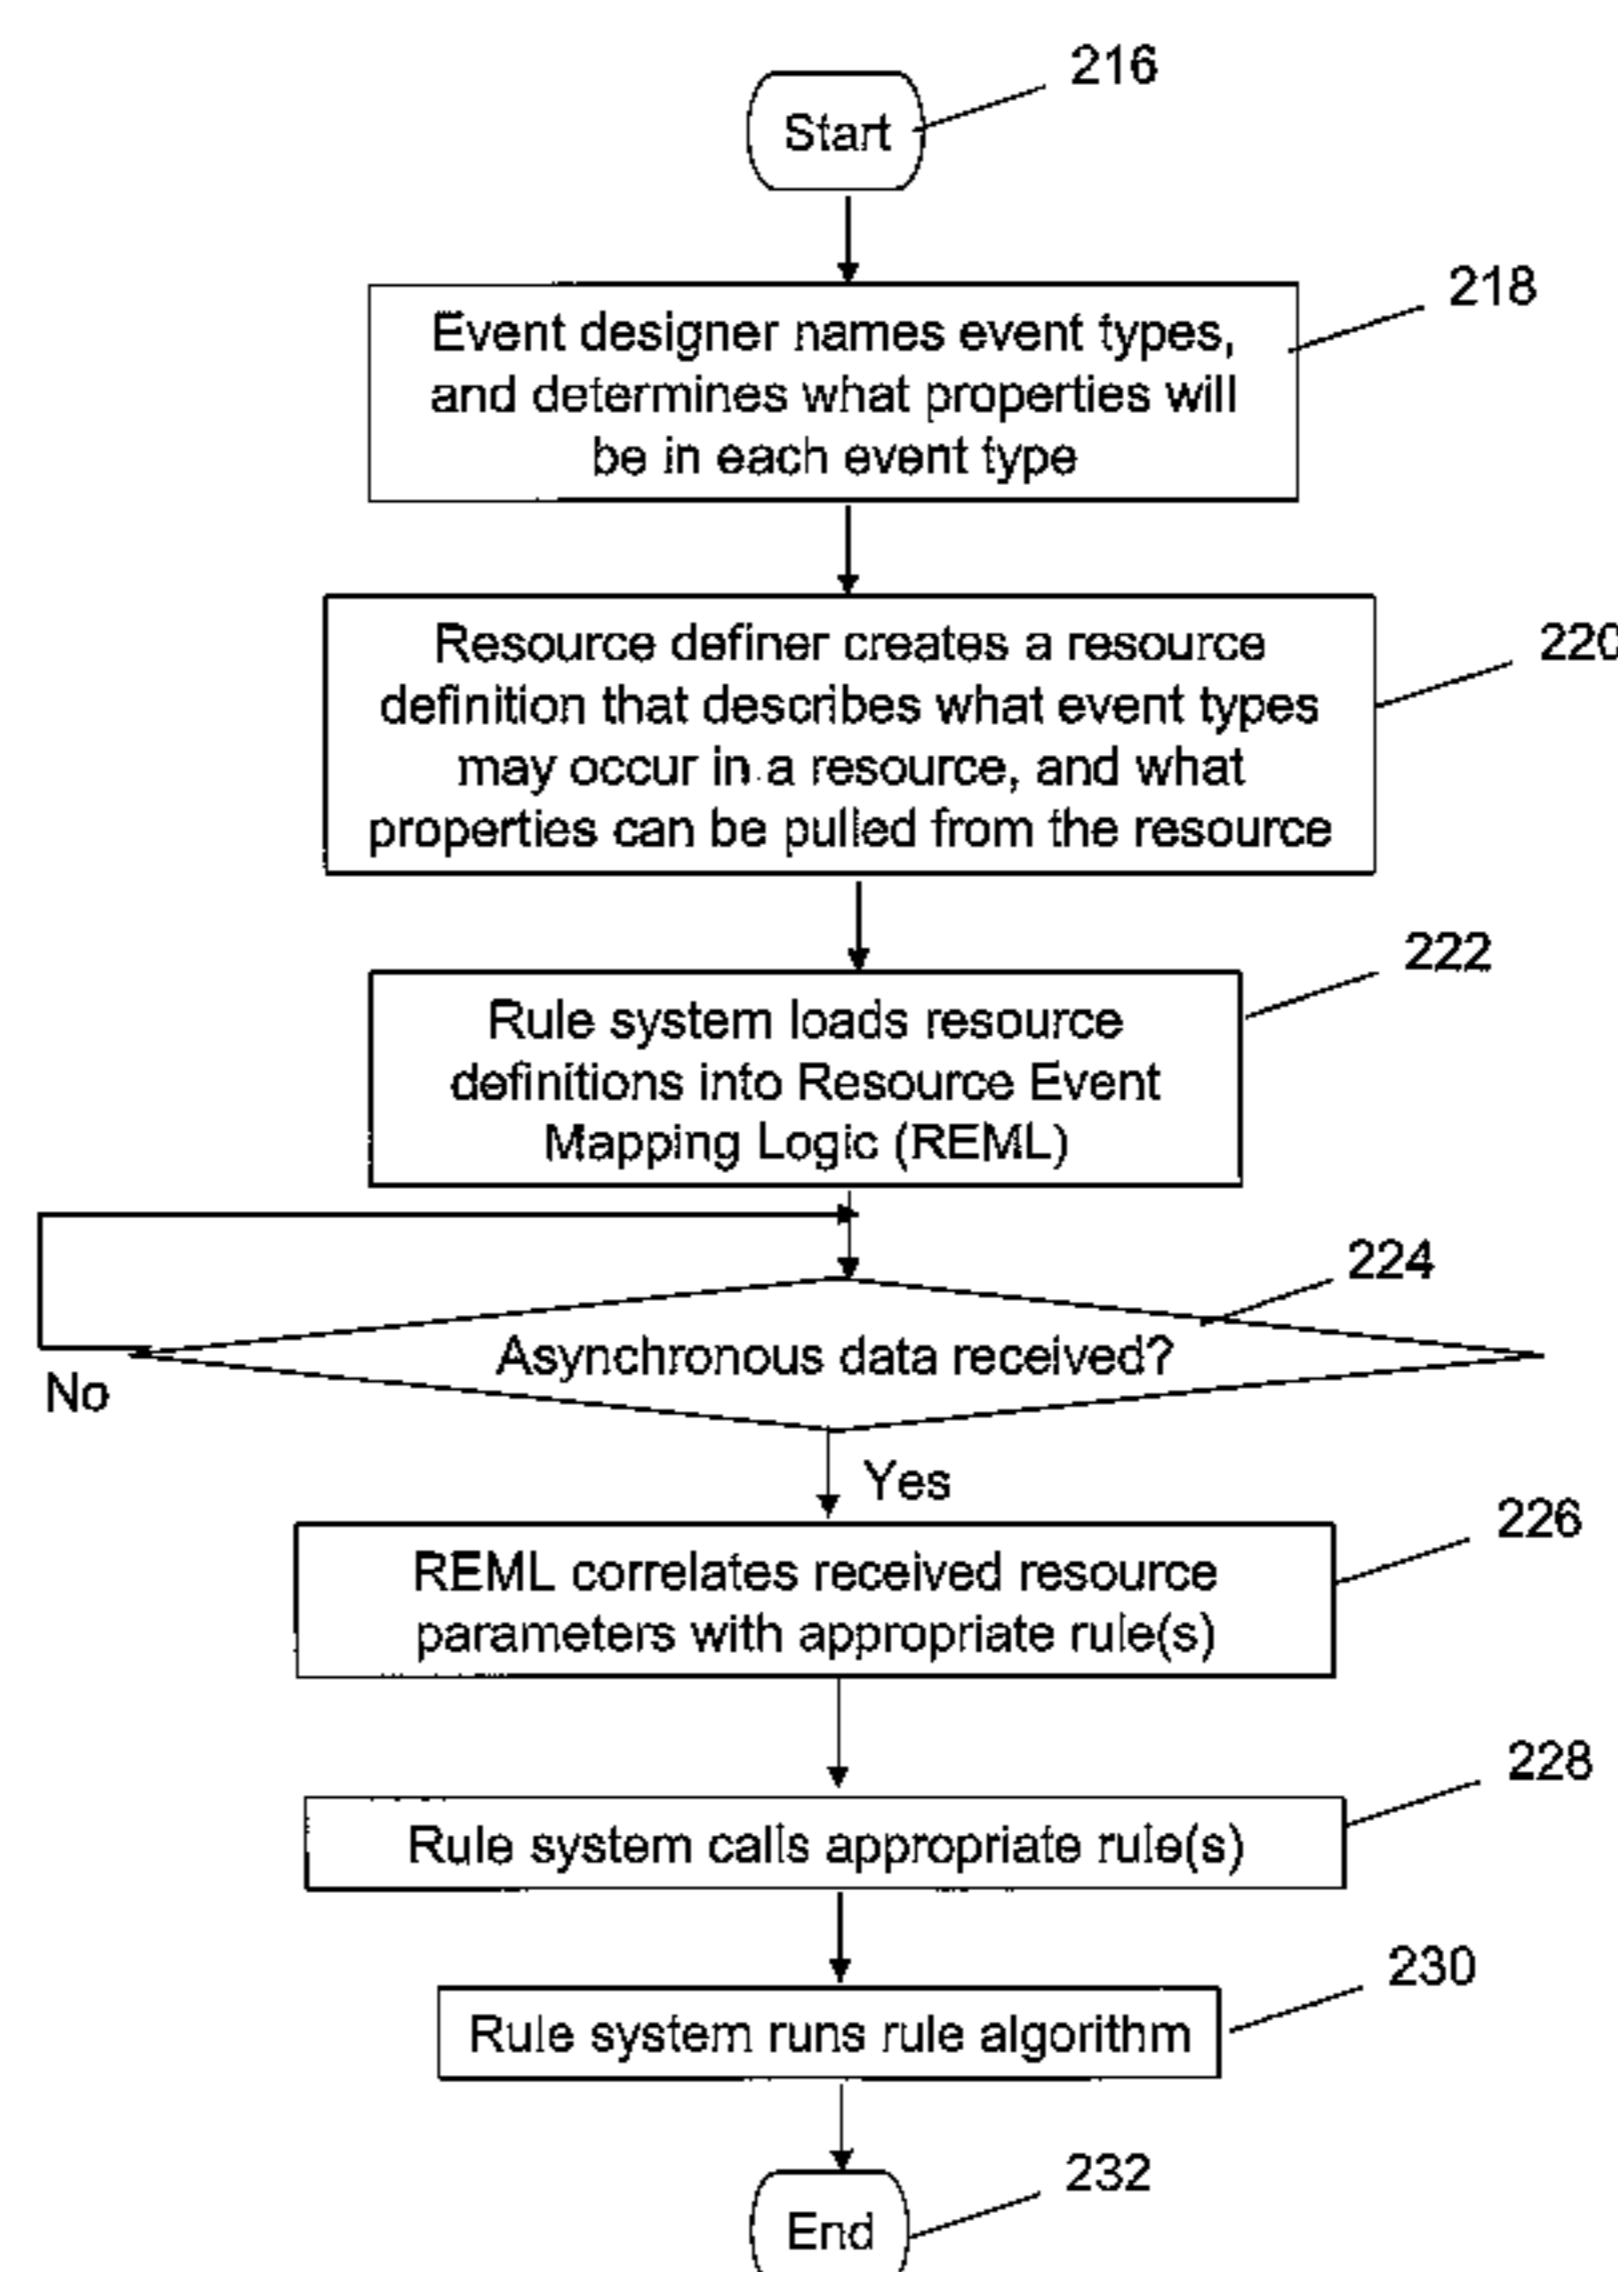 216
Start
218
Event designer names event types,
and determines what properties will
be in each event type
220
Resource definer creates a resource
definition that describes what event types
may occur in a resource, and what
properties can be pulled from the resource
222
Rule system loads resource
definitions into Resource Event
Mapping Logic (REML)
224
Asynchronous data received?
No
Yes
226
REML correlates received resource
parameters with appropriate rule(s)
228
Rule system calls appropriate rule(s)
230
Rule system runs rule algorithm
232
End